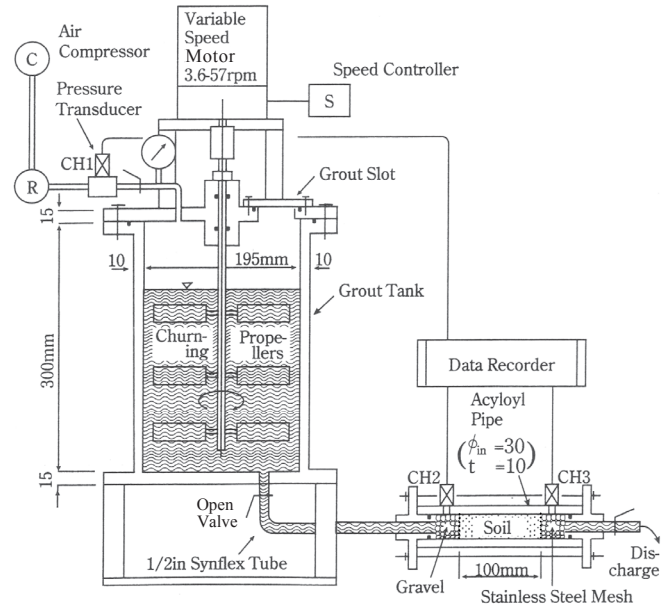 Air
Compressor
C
Variable
Speed
Motor
3.6-57rpm
Speed Controller
S
Pressure
Transducer
CH1
R
Grout Slot
15
10
195mm
10
Grout Tank
300mm
Churn-
ing
Prope-
llers
Data Recorder
Acyloyl
Pipe
(ϕin =30)
(t =10)
15
CH2
CH3
Open
Valve
Soil
1/2in Synflex Tube
Gravel
100mm
Dis-
charge
Stainless Steel Mesh